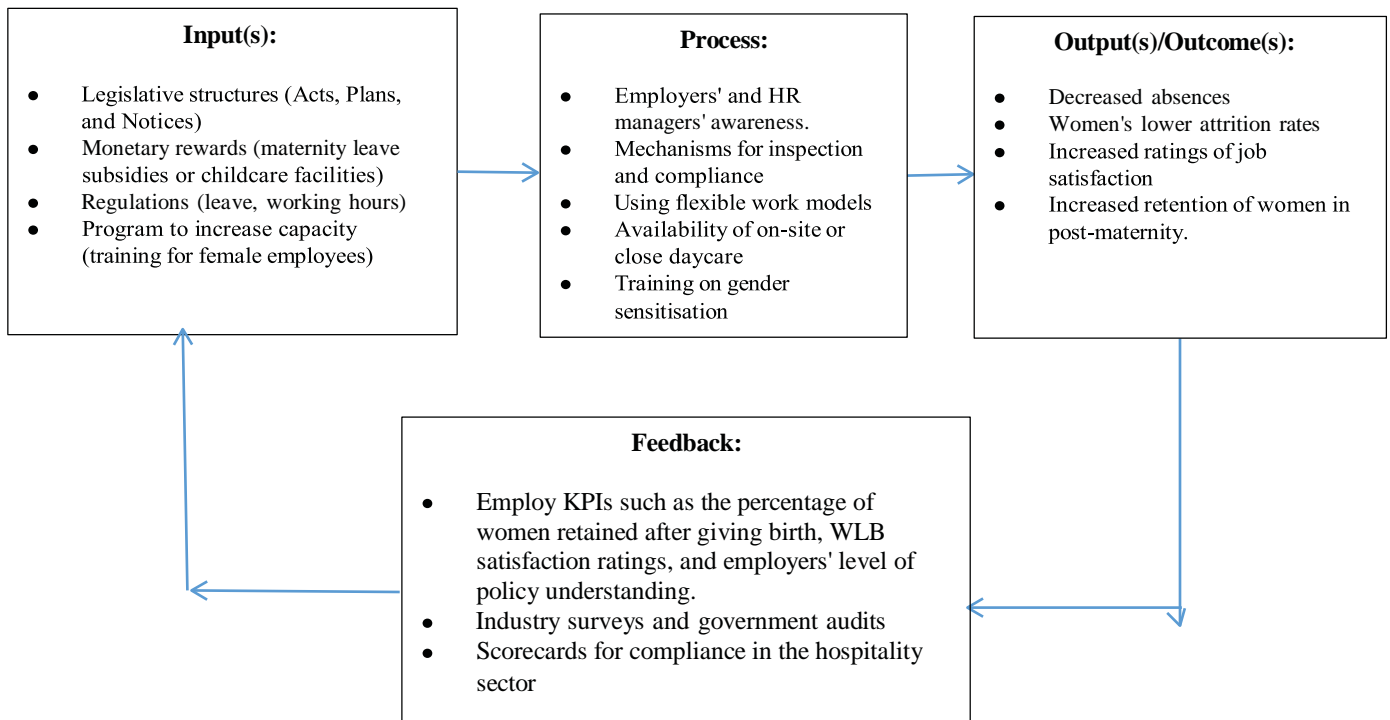 Input(s):
● Legislative structures (Acts, Plans,
and Notices)
● Monetary rewards (maternity leave
subsidies or childcare facilities)
● Regulations (leave, working hours)
● Program to increase capacity
(training for female employees)
Process:
● Employers' and HR
managers' awareness.
● Mechanisms for inspection
and compliance
● Using flexible work models
● Availability of on-site or
close daycare
● Training on gender
sensitisation
Output(s)/Outcome(s):
● Decreased absences
● Women's lower attrition rates
● Increased ratings of job
satisfaction
● Increased retention of women in
post-maternity.
Feedback:
● Employ KPIs such as the percentage of
women retained after giving birth, WLB
satisfaction ratings, and employers' level of
policy understanding.
● Industry surveys and government audits
● Scorecards for compliance in the hospitality
sector